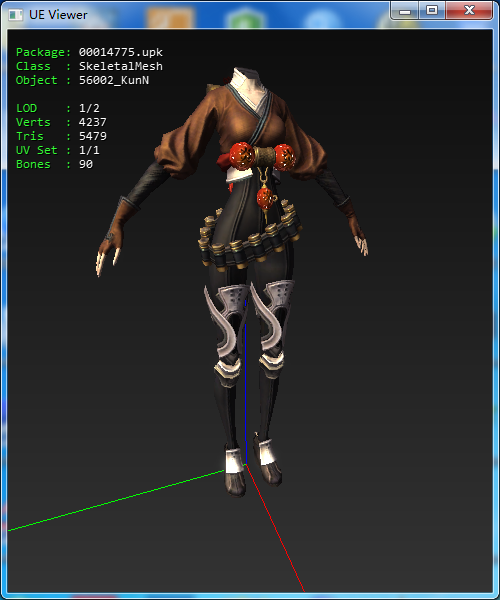 UE Viewer
Package: 00014775.upk
Class : SkeletalMesh
Object : 56002_KunN
LOD : 1/2
Verts : 4237
Tris : 5479
UV Set : 1/1
Bones : 90